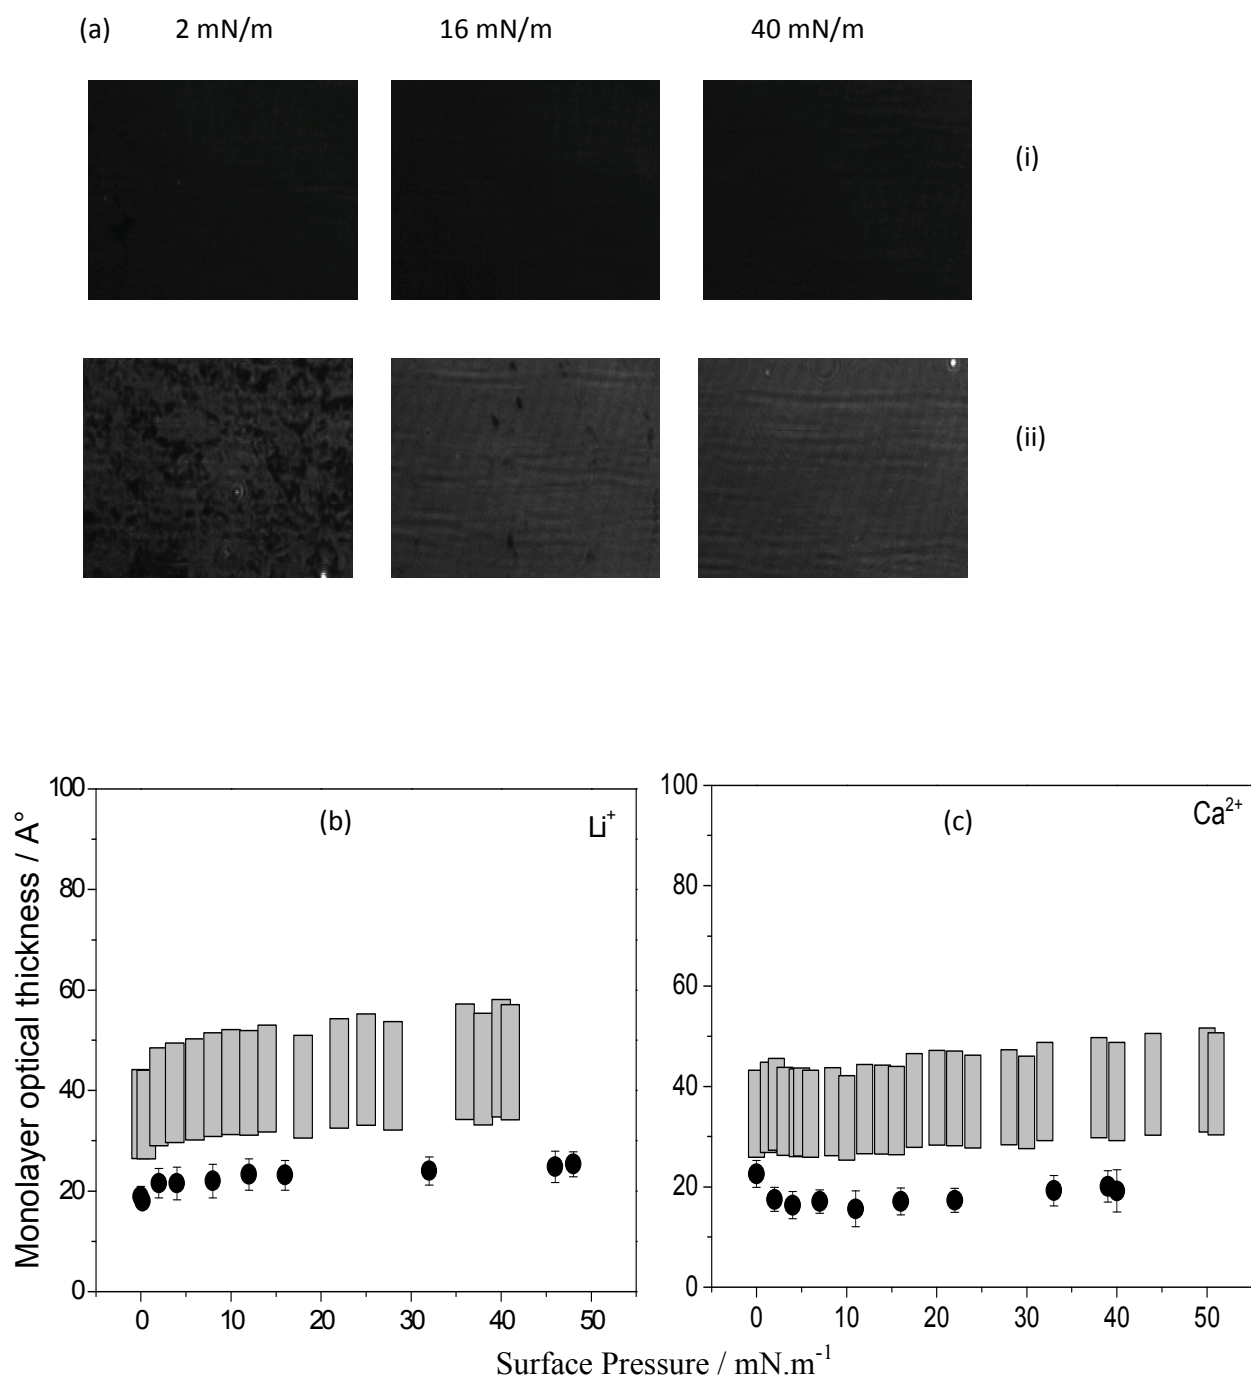 (a) 2 mN/m 16 mN/m 40 mN/m
(i)
(ii)
Monolayer optical thickness / A°
100
80
60
40
20
0
(b)
Li⁺
0 10 20 30 40 50
100
80
60
40
20
0
(c)
Ca²⁺
0 10 20 30 40 50
Surface Pressure / mN.m⁻¹